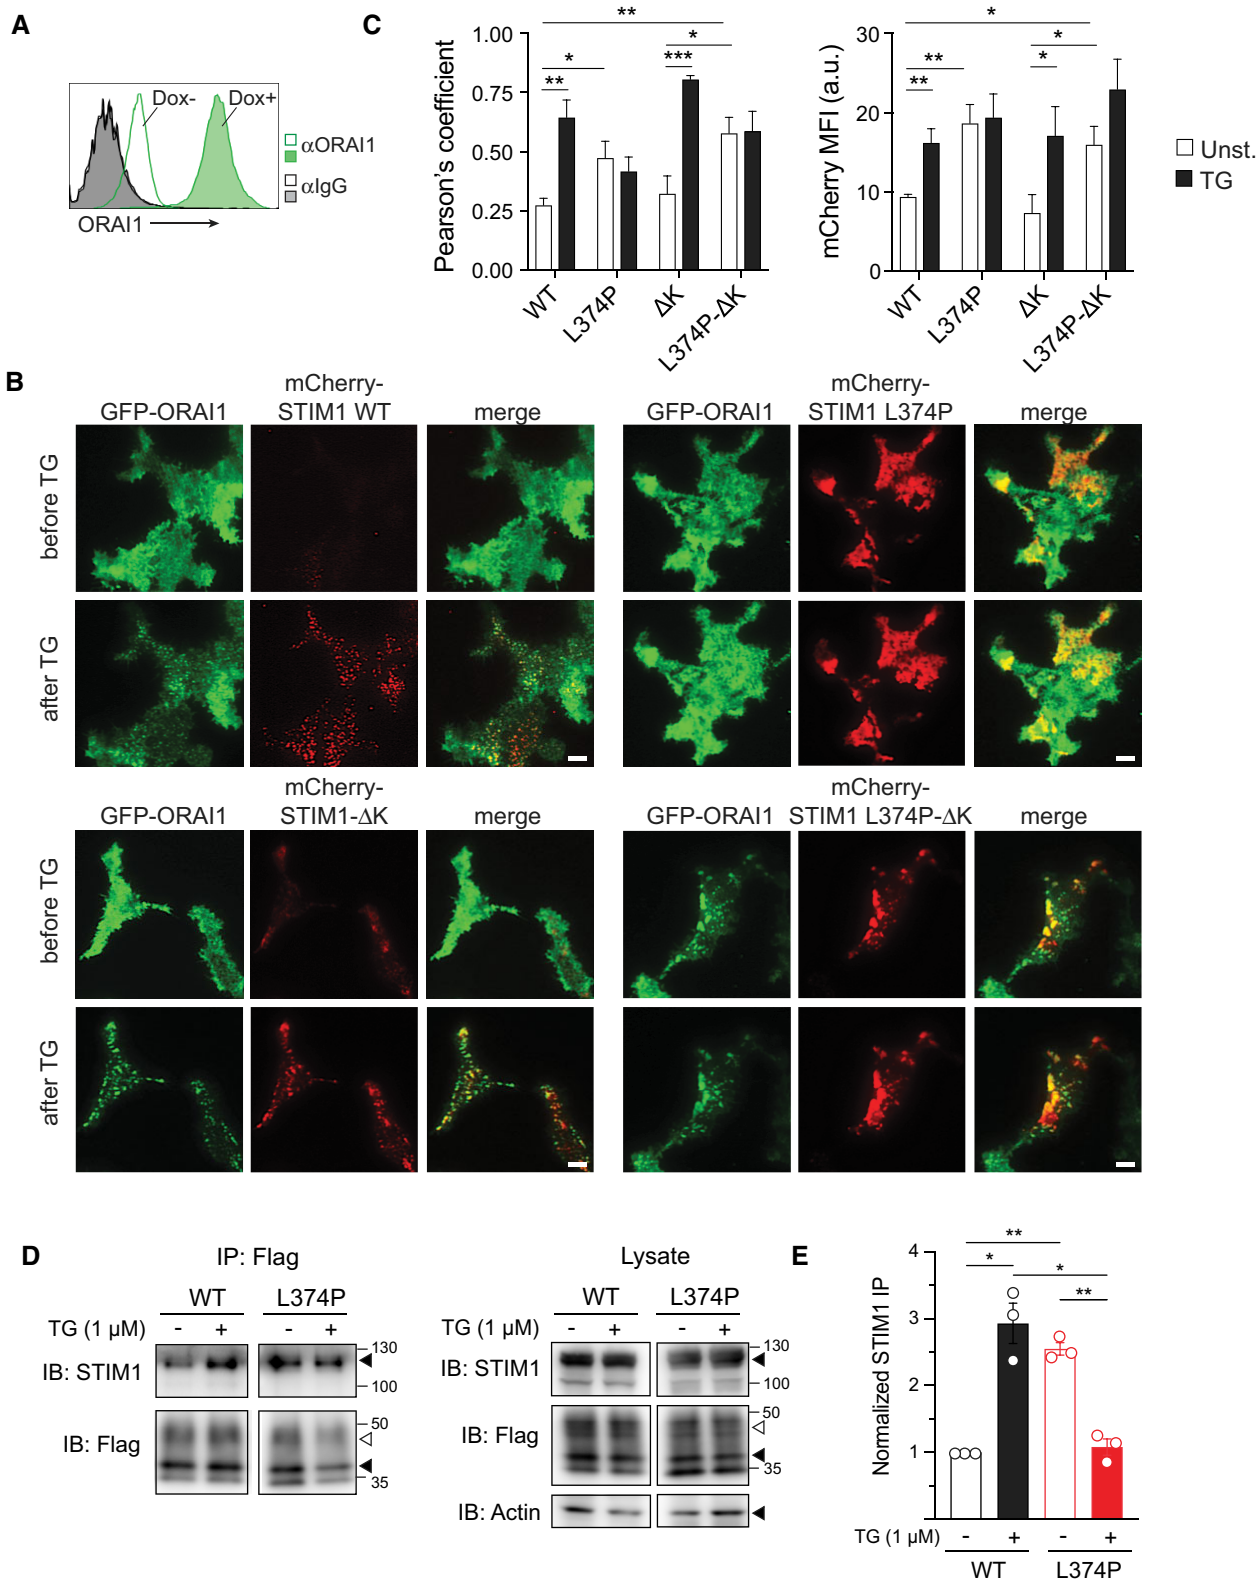 A
Dox-
Dox+
αORAI1
αIgG
ORAI1
C
Pearson's coefficient
1.00
0.75
0.50
0.25
0.00
**
*
**
*
***
WT
L374P
ΔK
L374P-ΔK
mCherry MFI (a.u.)
30
20
10
0
*
**
**
*
*
WT
L374P
ΔK
L374P-ΔK
Unst.
TG
B
GFP-ORAI1
mCherry-
STIM1 WT
merge
GFP-ORAI1
mCherry-
STIM1 L374P
merge
before TG
after TG
GFP-ORAI1
mCherry-
STIM1-ΔK
merge
GFP-ORAI1
mCherry-
STIM1 L374P-ΔK
merge
before TG
after TG
D
IP: Flag
WT
L374P
TG (1 µM)
- + - +
IB: STIM1
130
100
IB: Flag
50
35
Lysate
WT
L374P
TG (1 µM)
- + - +
IB: STIM1
130
100
IB: Flag
50
35
IB: Actin
E
Normalized STIM1 IP
4
3
2
1
**
*
*
**
TG (1 µM)
- + - +
WT
L374P